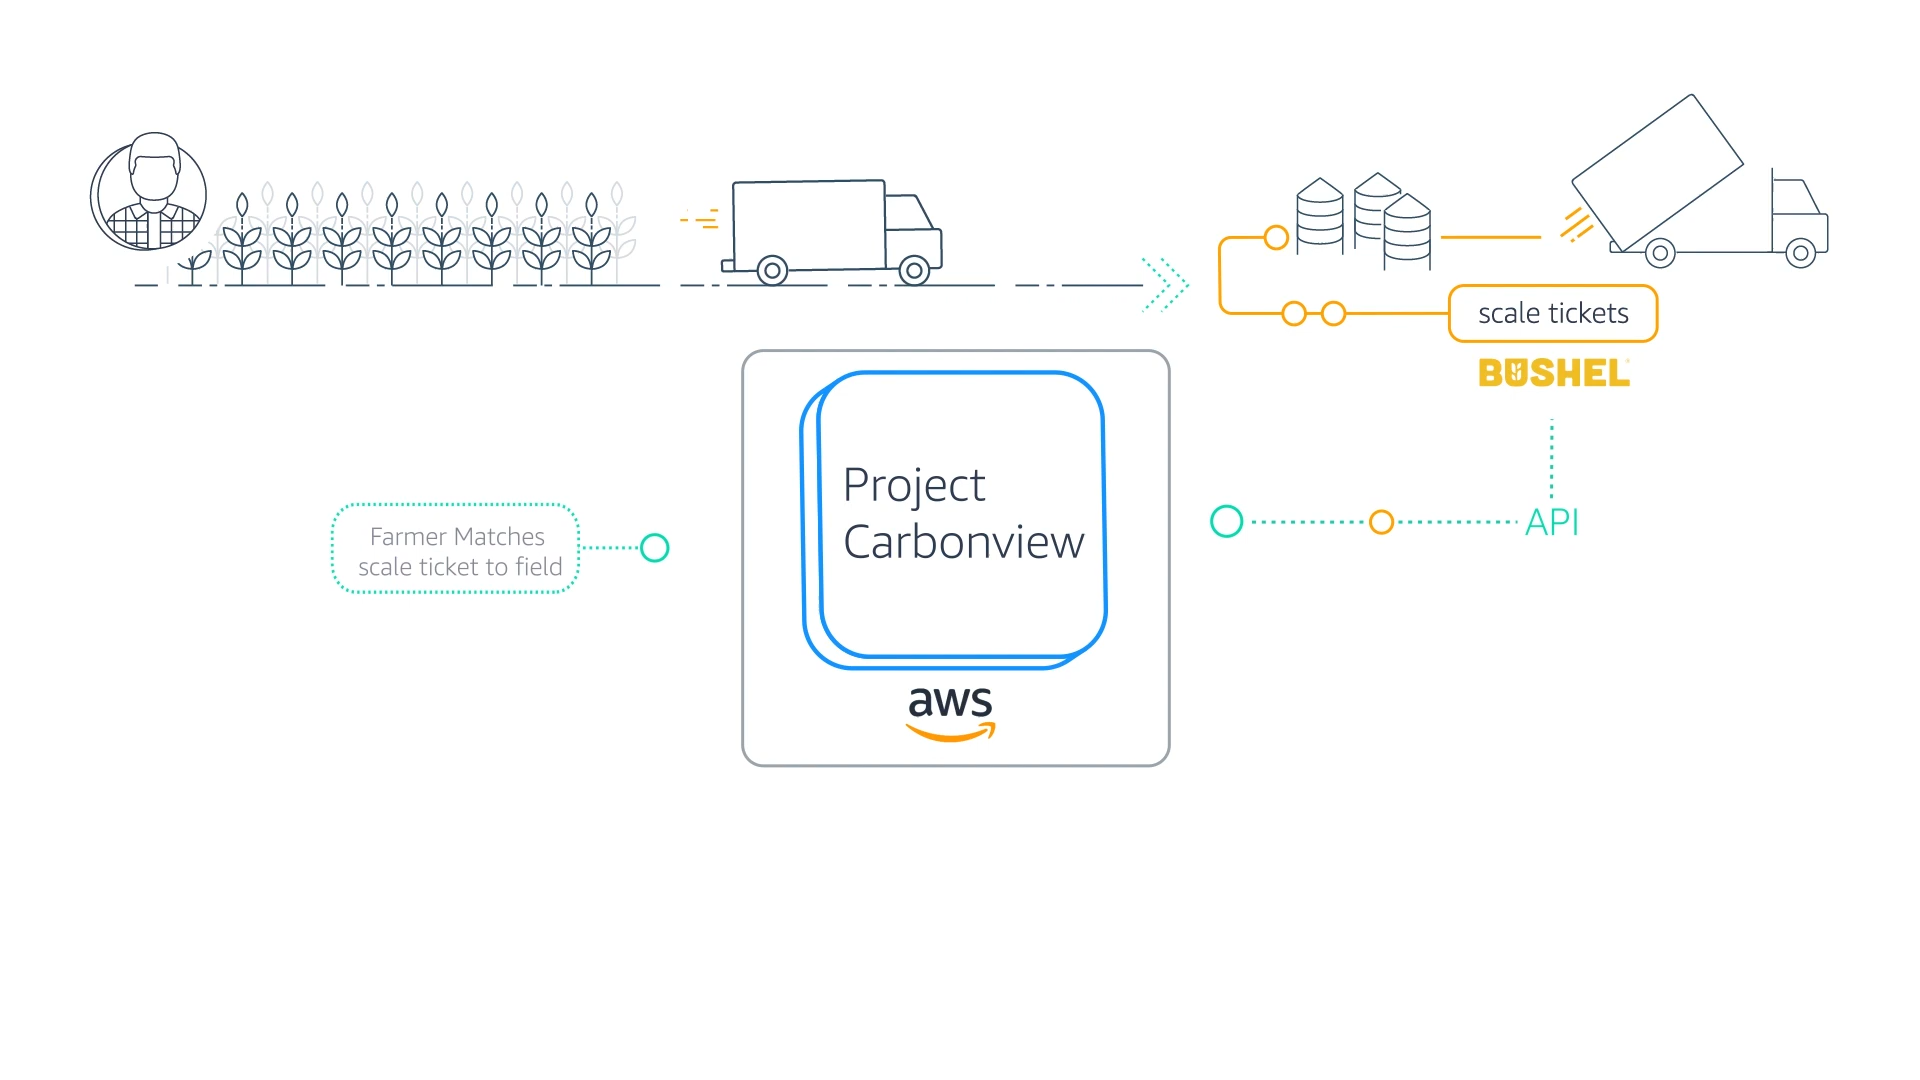 scale tickets
BUSHEL
Project
Carbonview
API
Farmer Matches
scale ticket to field
aws